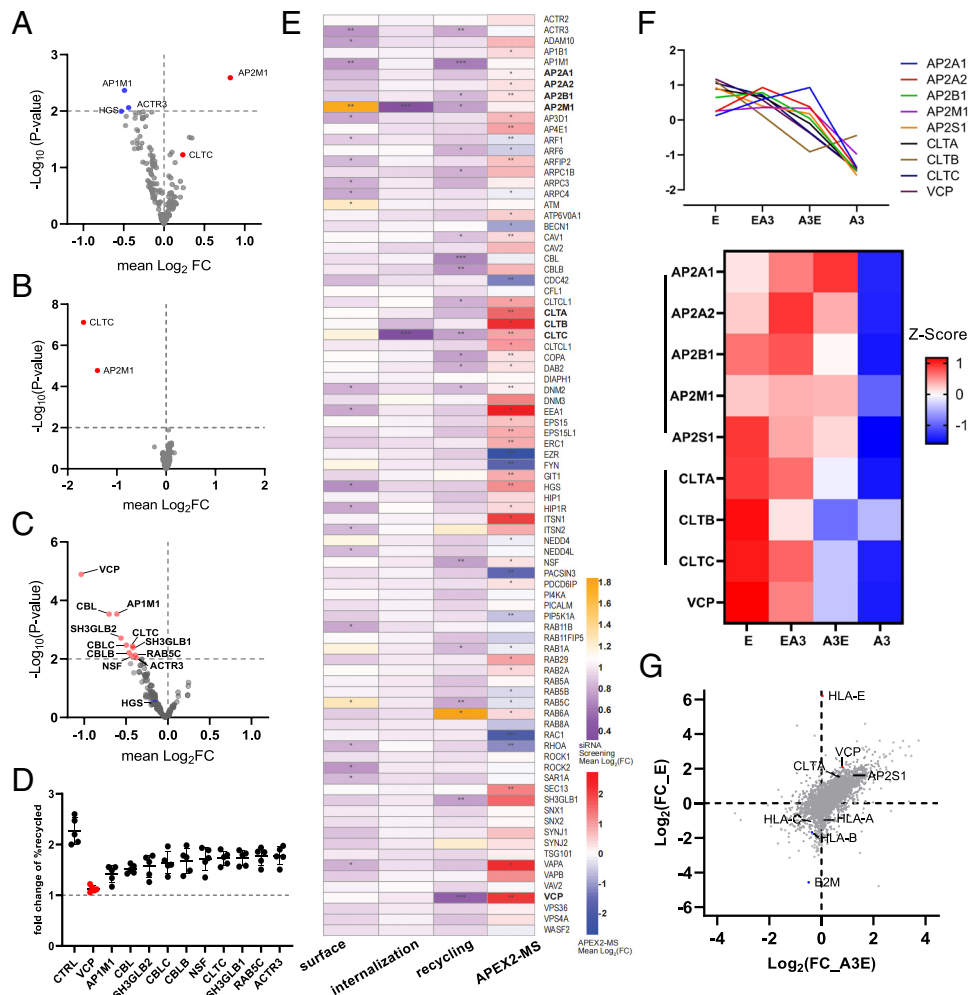 A
6
4
2
0
-1.0
-0.5
0.0
0.5
1.0
-Log10 (P-value)
mean Log2 FC
AP2M1
AP1M1
ACTR3
HGS
CLTC
B
8
6
4
2
0
-2
-1
0
1
2
-Log10(P-value)
mean Log2FC
CLTC
AP2M1
C
6
4
2
0
-Log10(P-value)
mean Log2FC
VCP
CBL
AP1M1
SH3GLB2
CLTC
SH3GLB1
CBLC
CBLB
RAB5C
NSF
ACTR3
HGS
D
3
2
1
0
fold change of %recycled
CTRL
VCP
AP1M1
CBL
SH3GLB2
CBLC
CBLB
NSF
CLTC
SH3GLB1
RAB5C
ACTR3
E
ACTR2
ACTR3
ADAM10
AP1B1
AP1M1
AP2A1
AP2A2
AP2B1
AP2M1
AP3D1
AP4E1
ARF1
ARF6
ARFIP2
ARPC1B
ARPC3
ARPC4
ATM
ATP6V0A1
BECN1
CAV1
CAV2
CBL
CBLB
CDC42
CFL1
CLTCL1
CLTA
CLTB
CLTC
CLTCL1
COPA
DAB2
DIAPH1
DNM2
DNM3
EEA1
EPS15
EPS15L1
ERC1
EZR
FYN
GIT1
HGS
HIP1
HIP1R
ITSN1
ITSN2
NEDD4
NEDD4L
NSF
PACSIN3
PDCD6IP
PI4KA
PICALM
PIP5K1A
RAB11B
RAB11FIP5
RAB1A
RAB29
RAB2A
RAB5A
RAB5B
RAB5C
RAB6A
RAB8A
RAC1
RHOA
ROCK1
ROCK2
SAR1A
SEC13
SH3GLB1
SNX1
SNX2
SYNJ1
SYNJ2
TSG101
VAPA
VAPB
VAV2
VCP
VPS36
VPS4A
WASF2
surface
internalization
recyclling
APEX2-MS
1.8
1.6
1.4
1.2
1
0.8
0.6
0.4
siRNA
Screening
Mean Log2(FC)
2
1
0
-1
-2
APEX2-MS
Mean Log2(FC)
F
2
1
0
-1
-2
E
EA3
A3E
A3
AP2A1
AP2A2
AP2B1
AP2M1
AP2S1
CLTA
CLTB
CLTC
VCP
AP2A1
AP2A2
AP2B1
AP2M1
AP2S1
CLTA
CLTB
CLTC
VCP
E
EA3
A3E
A3
Z-Score
1
0
-1
G
6
4
2
0
-2
-4
-6
-4
-2
0
2
4
Log2(FC_E)
Log2(FC_A3E)
HLA-E
VCP
CLTA
AP2S1
HLA-C
HLA-A
HLA-B
B2M